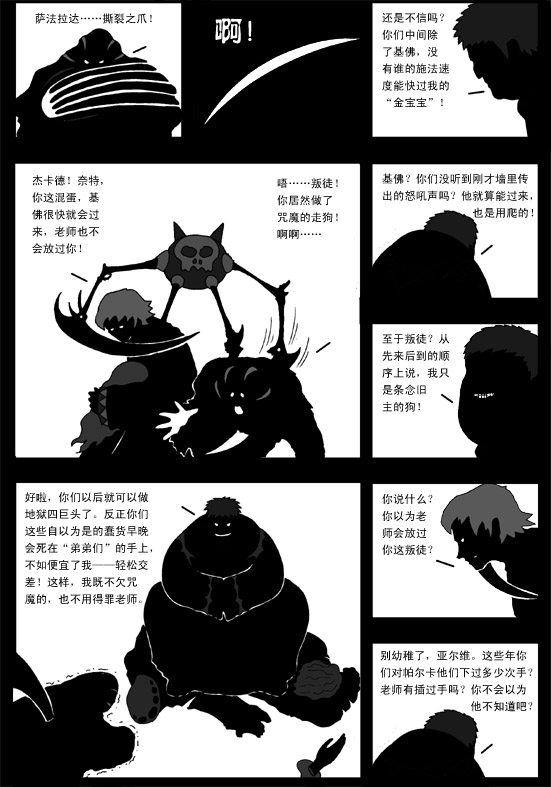 萨法拉达……撕裂之爪！
啊！
还是不信吗？
你们中间除
了基佛，没
有谁的施法速
度能快过我的
“金宝宝”！
杰卡德！奈特，
你这混蛋，基
佛很快就会过
来，老师也不
会放过你！
唔……叛徒！
你居然做了
咒魔的走狗！
啊啊……
基佛？你们没听到刚才墙里传
出的怒吼声吗？他就算能过来，
也是用爬的！
至于叛徒？从
先来后到的顺
序上说，我只
是条念旧
主的狗！
好啦，你们以后就可以做
地狱四巨头了。反正你们
这些自以为是的蠢货早晚
会死在“弟弟们”的手上，
不如便宜了我——轻松交
差！这样，我既不欠咒
魔的，也不用得罪老师。
你说什么？
你以为老
师会放过
你这叛徒？
别幼稚了，亚尔维。这些年你
们对帕尔卡他们下过多少次手？
老师有插过手吗？你不会以为
他不知道吧？